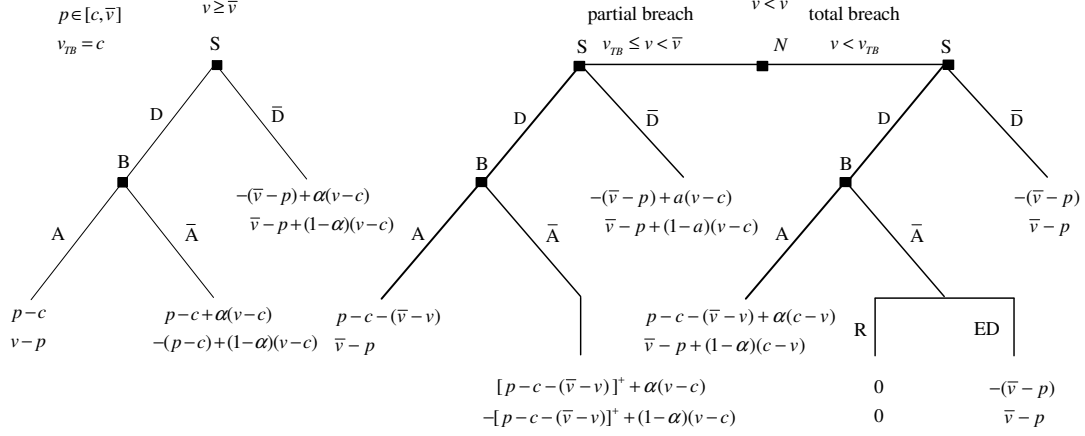 p∈[c,v̅]
v ≥ v̅
v < v̅
v_TB = c
partial breach
total breach
S
S
v_TB ≤ v < v̅
N
v < v_TB
S
D
D̅
D
D̅
D
D̅
B
B
B
−(v̅−p)+α(v−c)
v̅−p+(1−α)(v−c)
−(v̅−p)+a(v−c)
v̅−p+(1−a)(v−c)
−(v̅−p)
v̅−p
A
A̅
A
A̅
A
A̅
p−c
v−p
p−c+α(v−c)
−(p−c)+(1−α)(v−c)
p−c−(v̅−v)
v̅−p
p−c−(v̅−v)+α(c−v)
v̅−p+(1−α)(c−v)
R
ED
[p−c−(v̅−v)]⁺+α(v−c)
−[p−c−(v̅−v)]⁺+(1−α)(v−c)
0
0
−(v̅−p)
v̅−p